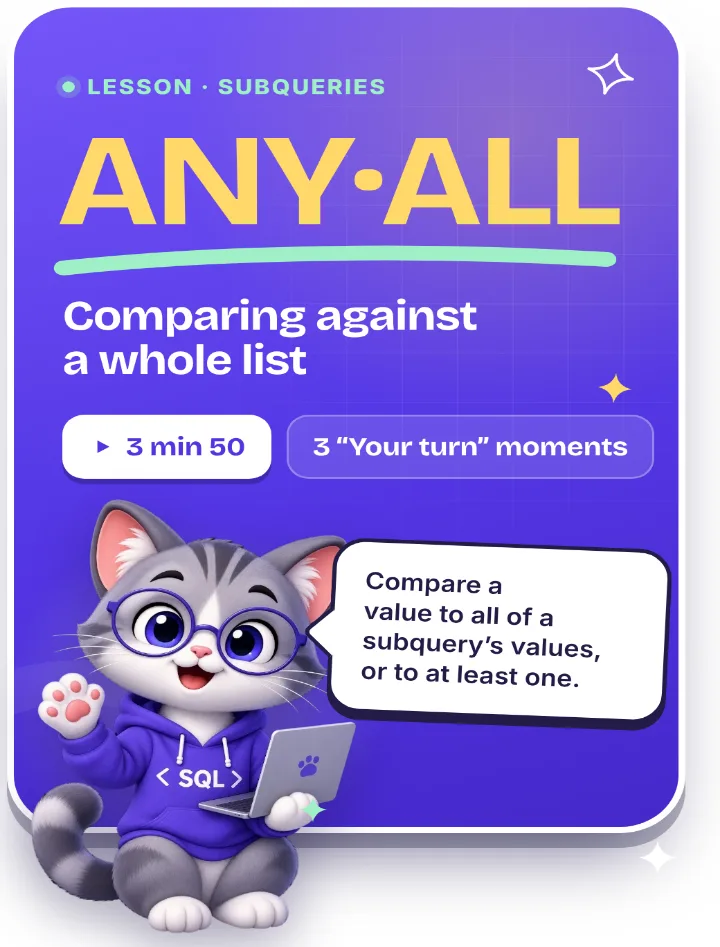 LESSON · SUBQUERIES
ANY·ALL
Comparing against
a whole list
3 min 50
3 “Your turn” moments
Compare a
value to all of a
subquery’s values,
or to at least one.
< SQL >